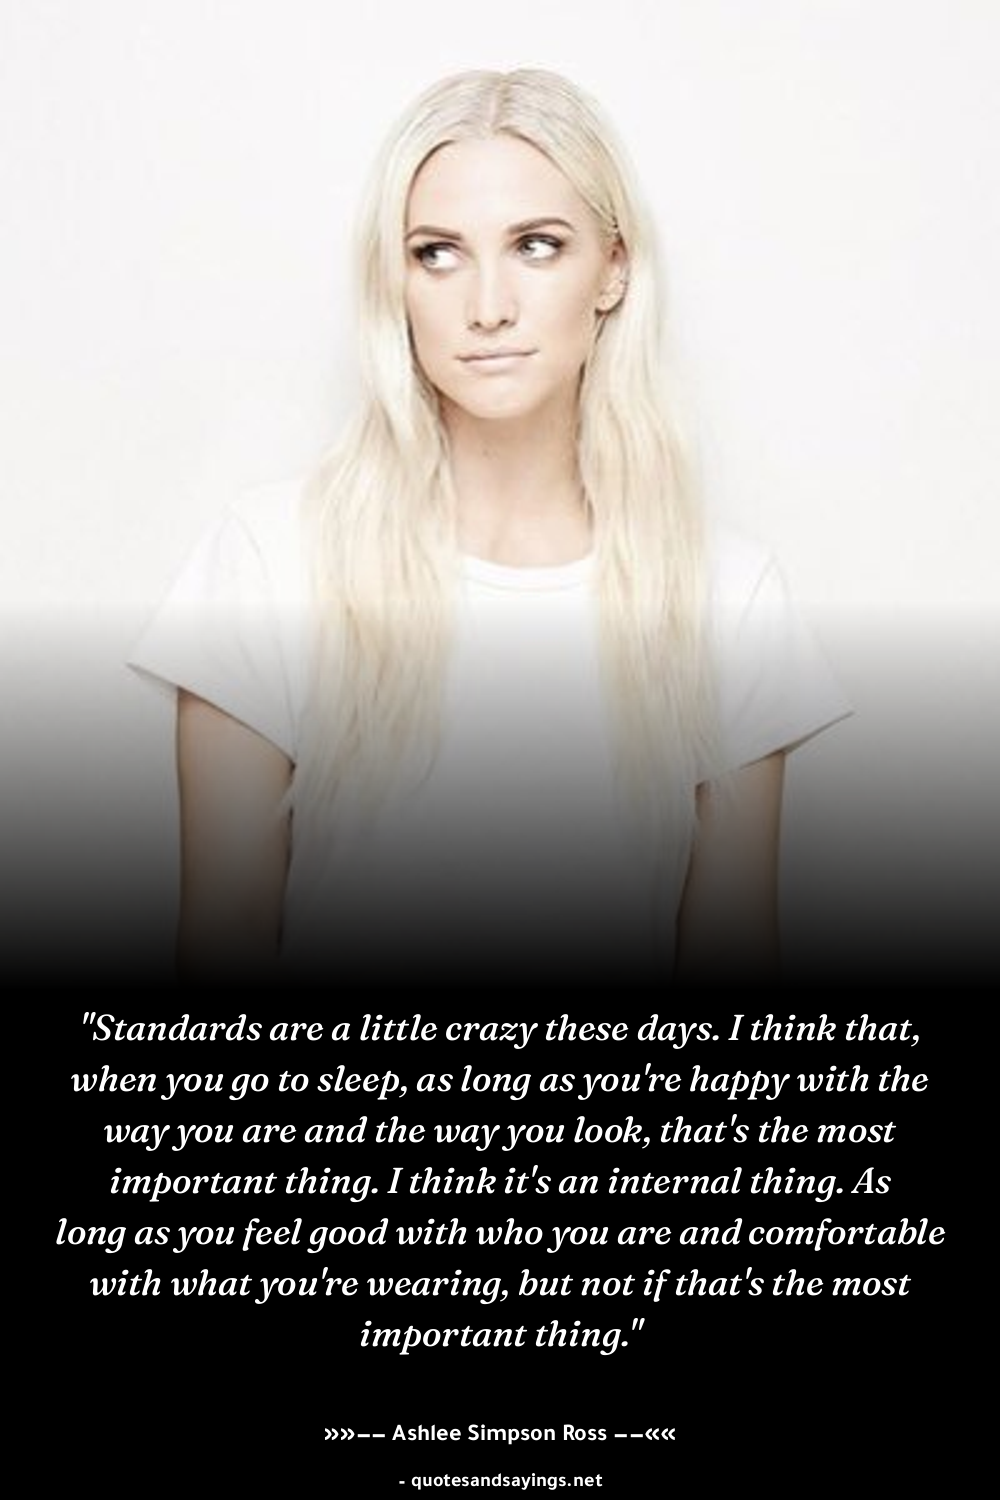 "Standards are a little crazy these days. I think that,
when you go to sleep, as long as you're happy with the
way you are and the way you look, that's the most
important thing. I think it's an internal thing. As
long as you feel good with who you are and comfortable
with what you're wearing, but not if that's the most
important thing."
»»−− Ashlee Simpson Ross −−««
- quotesandsayings.net